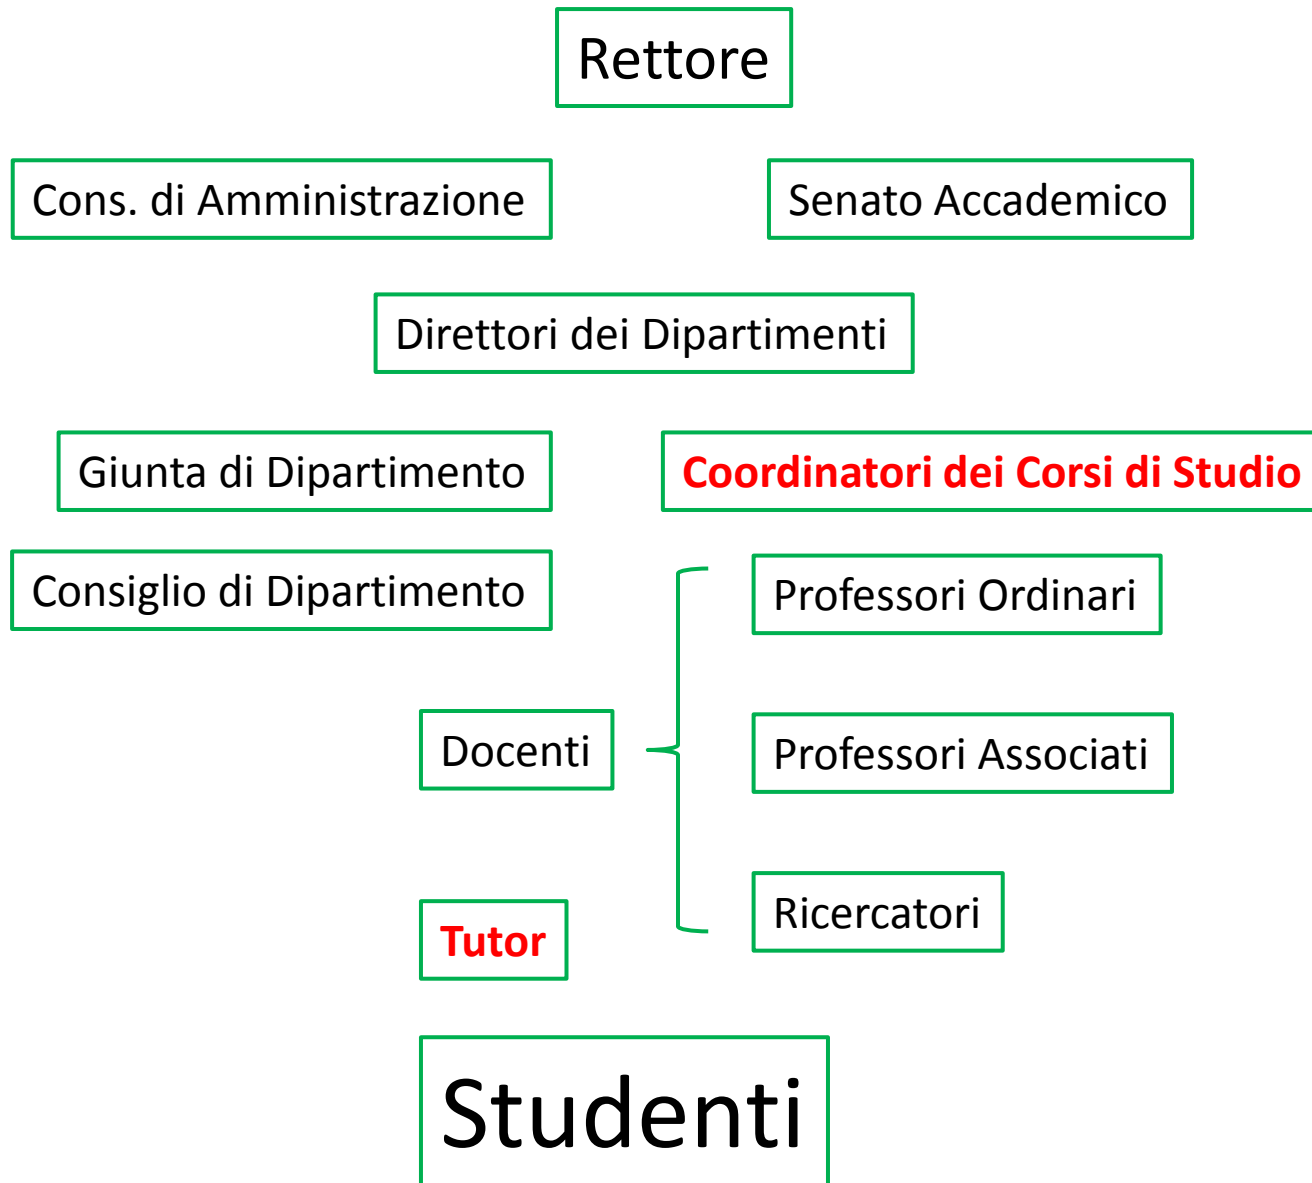 Rettore
Cons. di Amministrazione
Senato Accademico
Direttori dei Dipartimenti
Giunta di Dipartimento
Coordinatori dei Corsi di Studio
Consiglio di Dipartimento
Professori Ordinari
Docenti
Professori Associati
Ricercatori
Tutor
Studenti